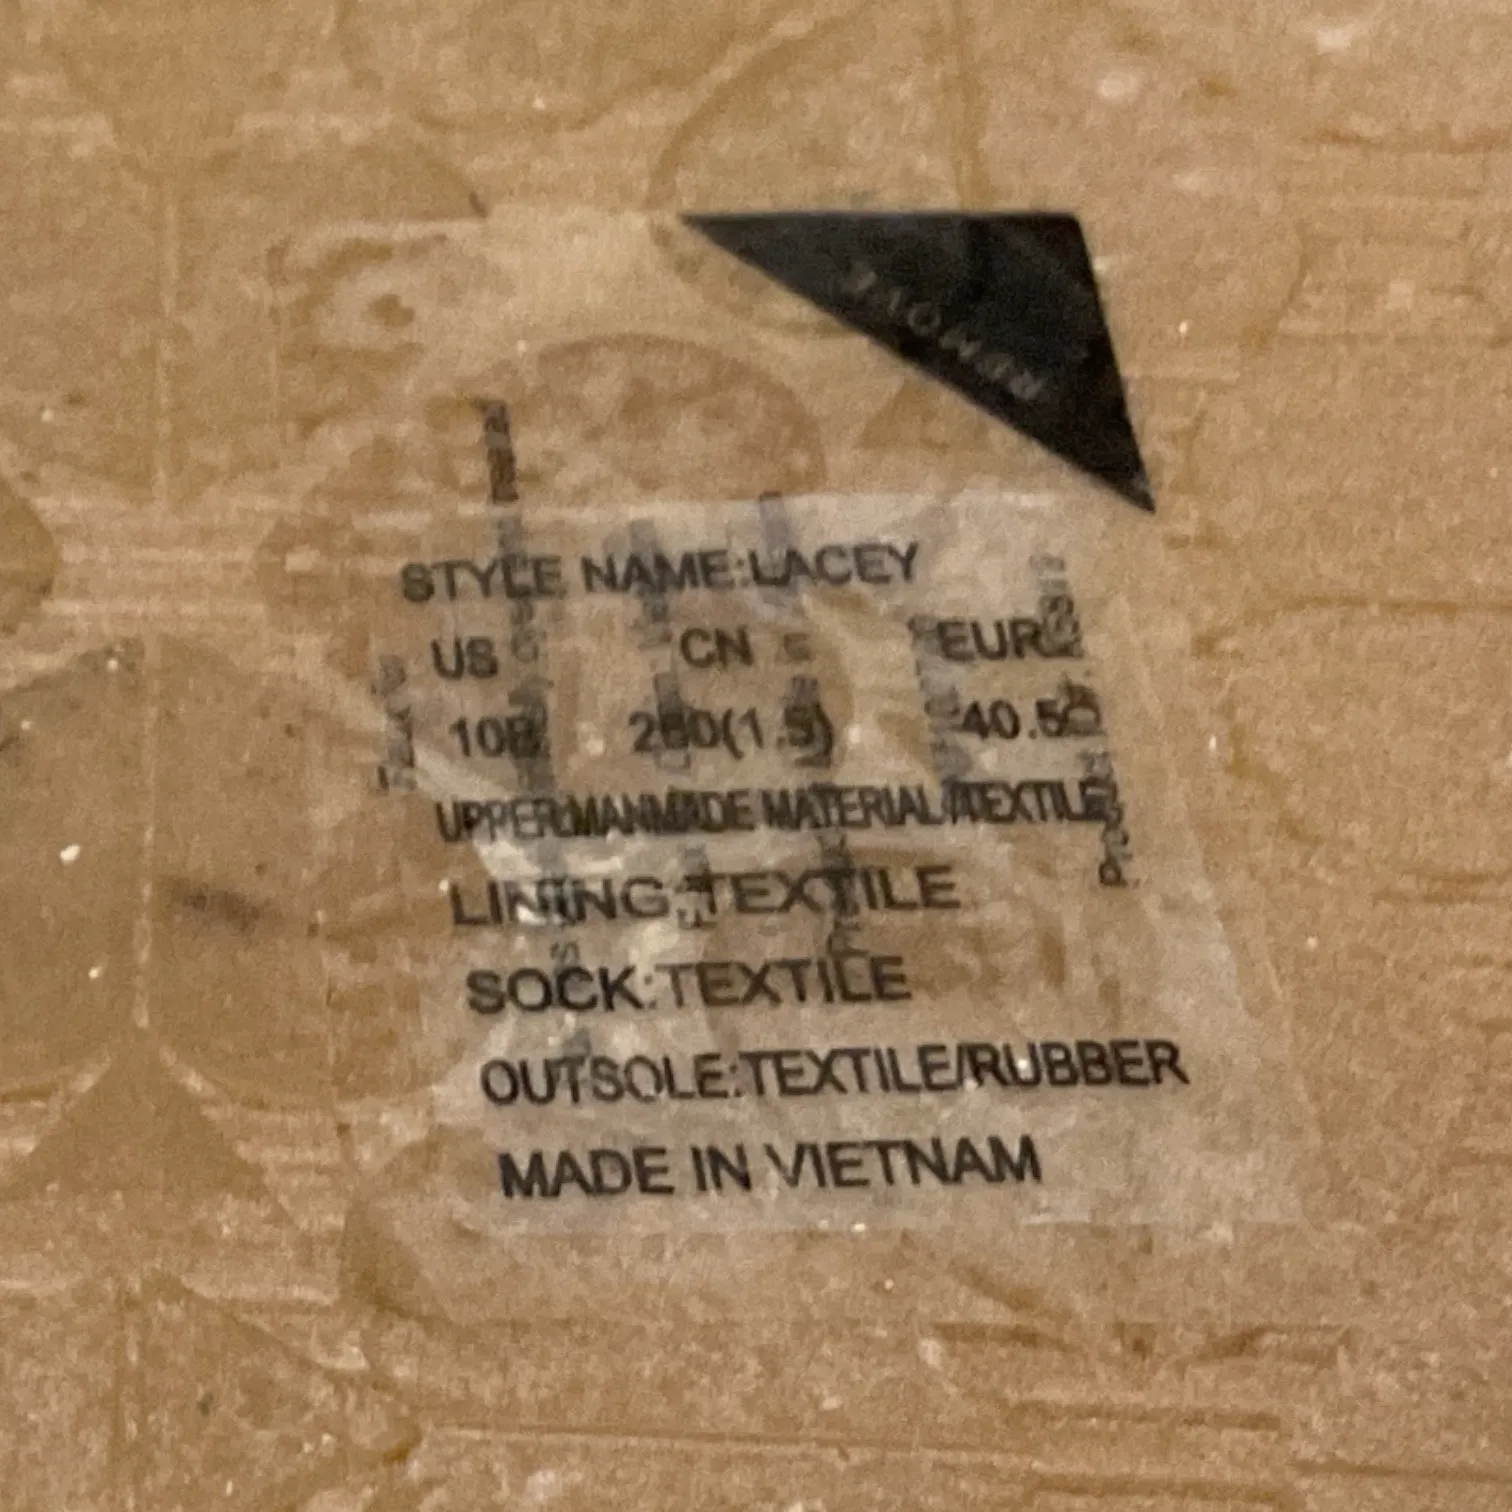 REMOVE
STYLE NAME:LACEY
US CN EUR
10B 260(1.5) 40.5
UPPER:MANMADE MATERIAL/TEXTILE
LINING:TEXTILE
SOCK:TEXTILE
OUTSOLE:TEXTILE/RUBBER
MADE IN VIETNAM